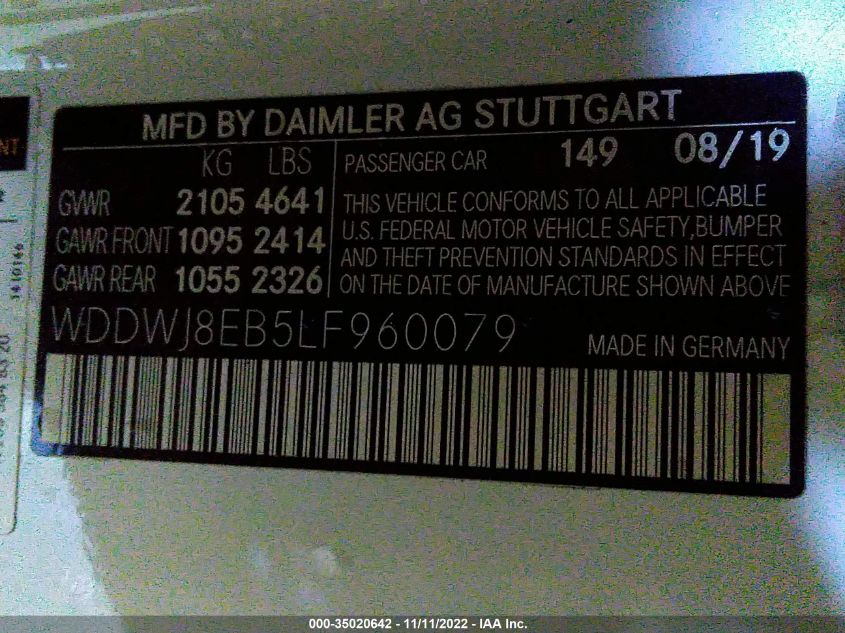 MFD BY DAIMLER AG STUTTGART
KG LBS
GVWR 2105 4641
GAWR FRONT 1095 2414
GAWR REAR 1055 2326
PASSENGER CAR 149 08/19
THIS VEHICLE CONFORMS TO ALL APPLICABLE
U.S. FEDERAL MOTOR VEHICLE SAFETY,BUMPER
AND THEFT PREVENTION STANDARDS IN EFFECT
ON THE DATE OF MANUFACTURE SHOWN ABOVE
WDDWJ8EB5LF960079
MADE IN GERMANY
1410146
000-35020642 - 11/11/2022 - IAA Inc.